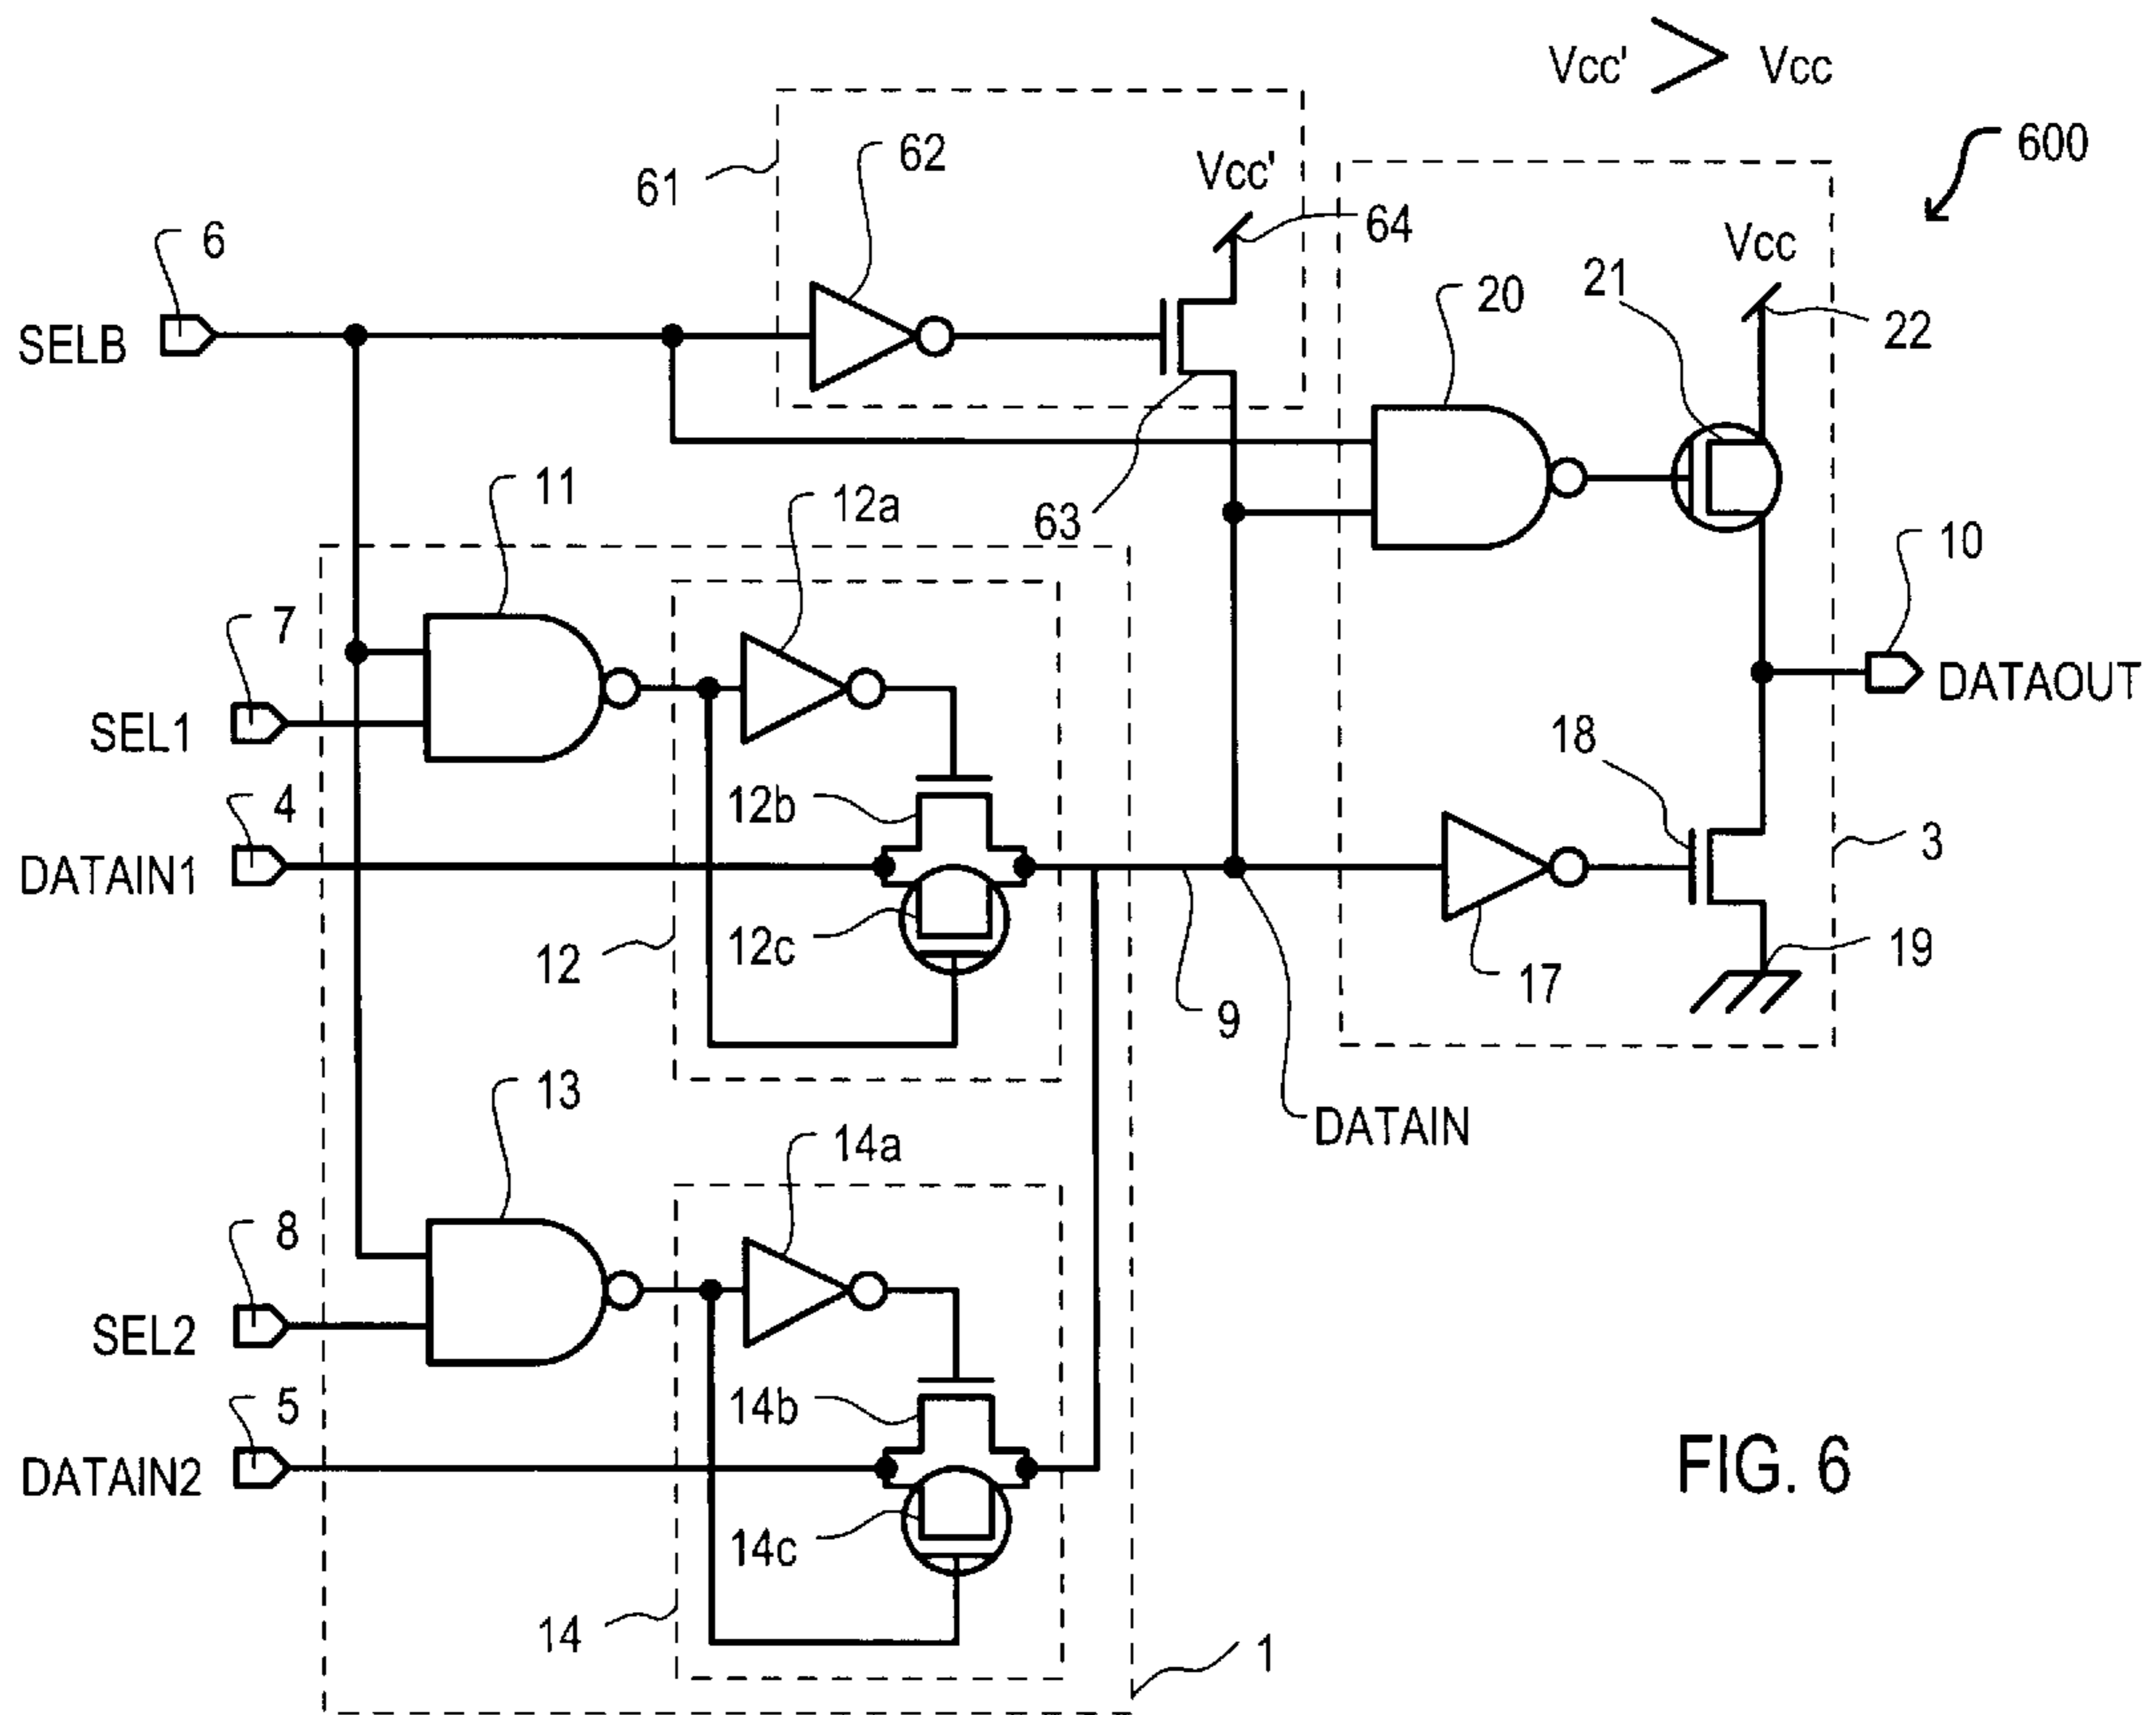 Vcc' > Vcc
600
62
61
Vcc'
64
Vcc
6
20
21
22
SELB
11
12a
63
10
7
SEL1
DATAOUT
18
4
12b
DATAIN1
3
12
12c
9
17
19
13
DATAIN
14a
8
SEL2
5
14b
DATAIN2
FIG. 6
14c
14
1